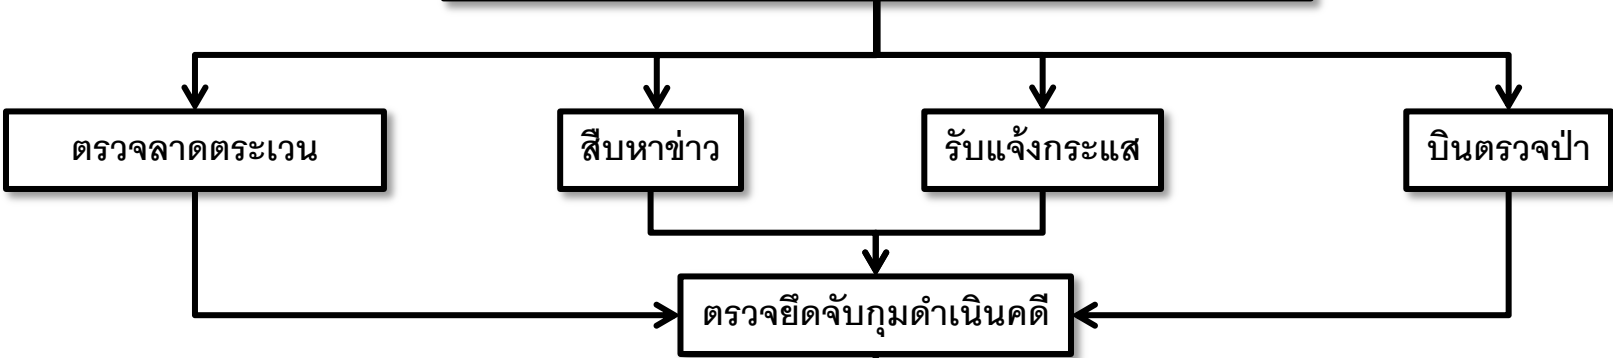 ตรวจลาดตระเวน
สืบหาข่าว
รับแจ้งกระแส
บินตรวจป่า
ตรวจยึดจับกุมดำเนินคดี